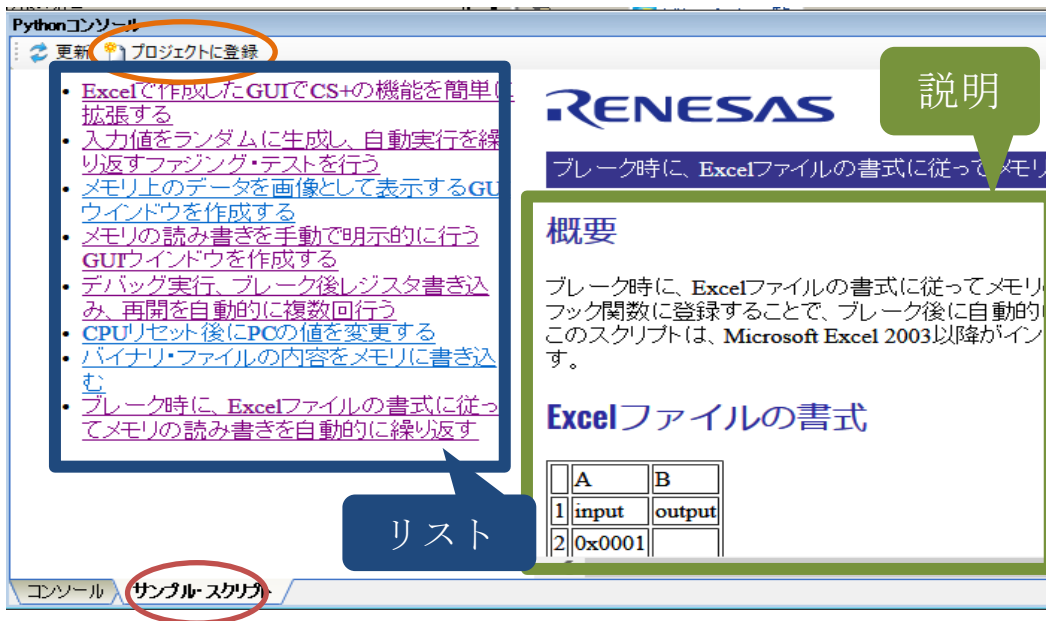 Pythonコンソール
更新 プロジェクトに登録
• Excelで作成したGUIでCS+の機能を簡単に
拡張する
• 入力値をランダムに生成し、自動実行を繰
り返すファジング・テストを行う
• メモリ上のデータを画像として表示するGU
ウインドウを作成する
• メモリの読み書きを手動で明示的に行う
GUIウインドウを作成する
• デバッグ実行、ブレーク後レジスタ書き込
み、再開を自動的に複数回行う
• CPUリセット後にPCの値を変更する
• バイナリ・ファイルの内容をメモリに書き込
む
• ブレーク時に、Excelファイルの書式に従っ
てメモリの読み書きを自動的に繰り返す
リスト
RENESAS
説明
ブレーク時に、Excelファイルの書式に従ってメモリ
概要
ブレーク時に、Excelファイルの書式に従ってメモリ
フック関数に登録することで、ブレーク後に自動的
このスクリプトは、Microsoft Excel 2003以降がイン
す。
Excelファイルの書式
A B
1 input output
2 0x0001
コンソール サンプル・スクリプト